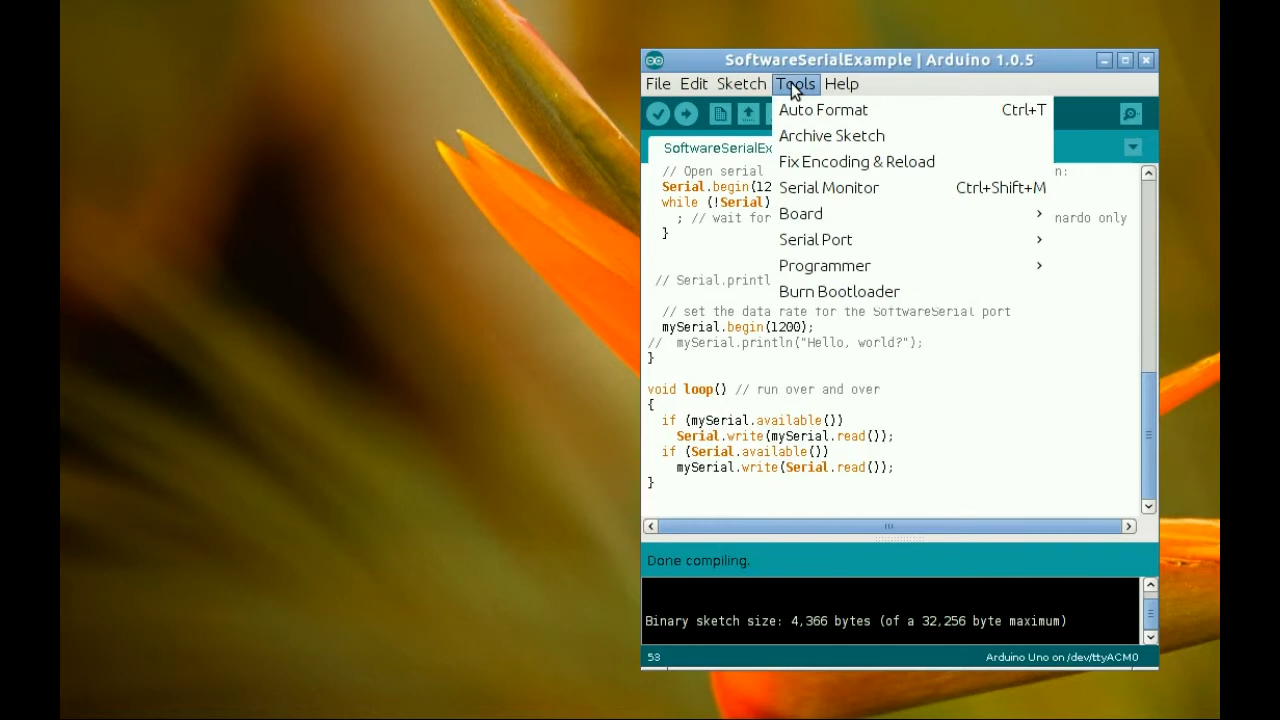 SoftwareSerialExample | Arduino 1.0.5
File Edit Sketch Tools Help
Auto Format Ctrl+T
Archive Sketch
Fix Encoding & Reload
Serial Monitor Ctrl+Shift+M
Board
Serial Port
Programmer
Burn Bootloader
SoftwareSerialEx
// Open serial n:
Serial.begin(12
while (!Serial)
; // wait for nardo only
}
// Serial.printl
// set the data rate for the SoftwareSerial port
mySerial.begin(1200);
// mySerial.println("Hello, world?");
}
void loop() // run over and over
{
if (mySerial.available())
Serial.write(mySerial.read());
if (Serial.available())
mySerial.write(Serial.read());
}
Done compiling.
Binary sketch size: 4,366 bytes (of a 32,256 byte maximum)
53 Arduino Uno on /dev/ttyACM0